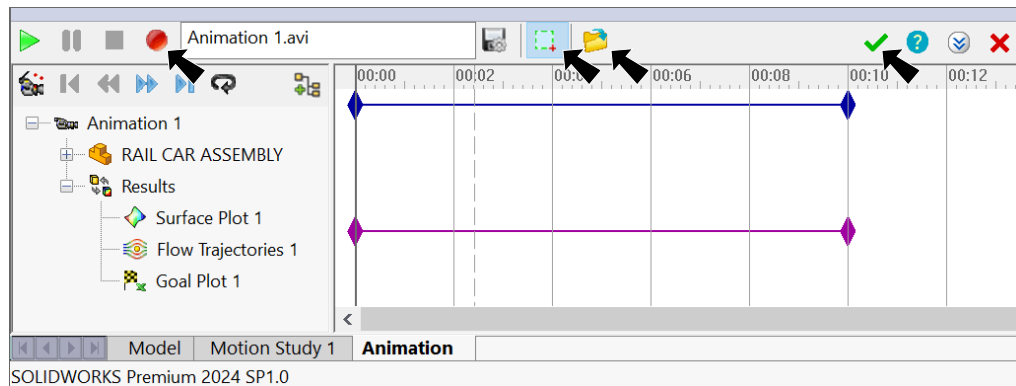 Animation 1.avi
00:00 00:02 00:06 00:08 00:10 00:12
Animation 1
RAIL CAR ASSEMBLY
Results
Surface Plot 1
Flow Trajectories 1
Goal Plot 1
Model Motion Study 1 Animation
SOLIDWORKS Premium 2024 SP1.0